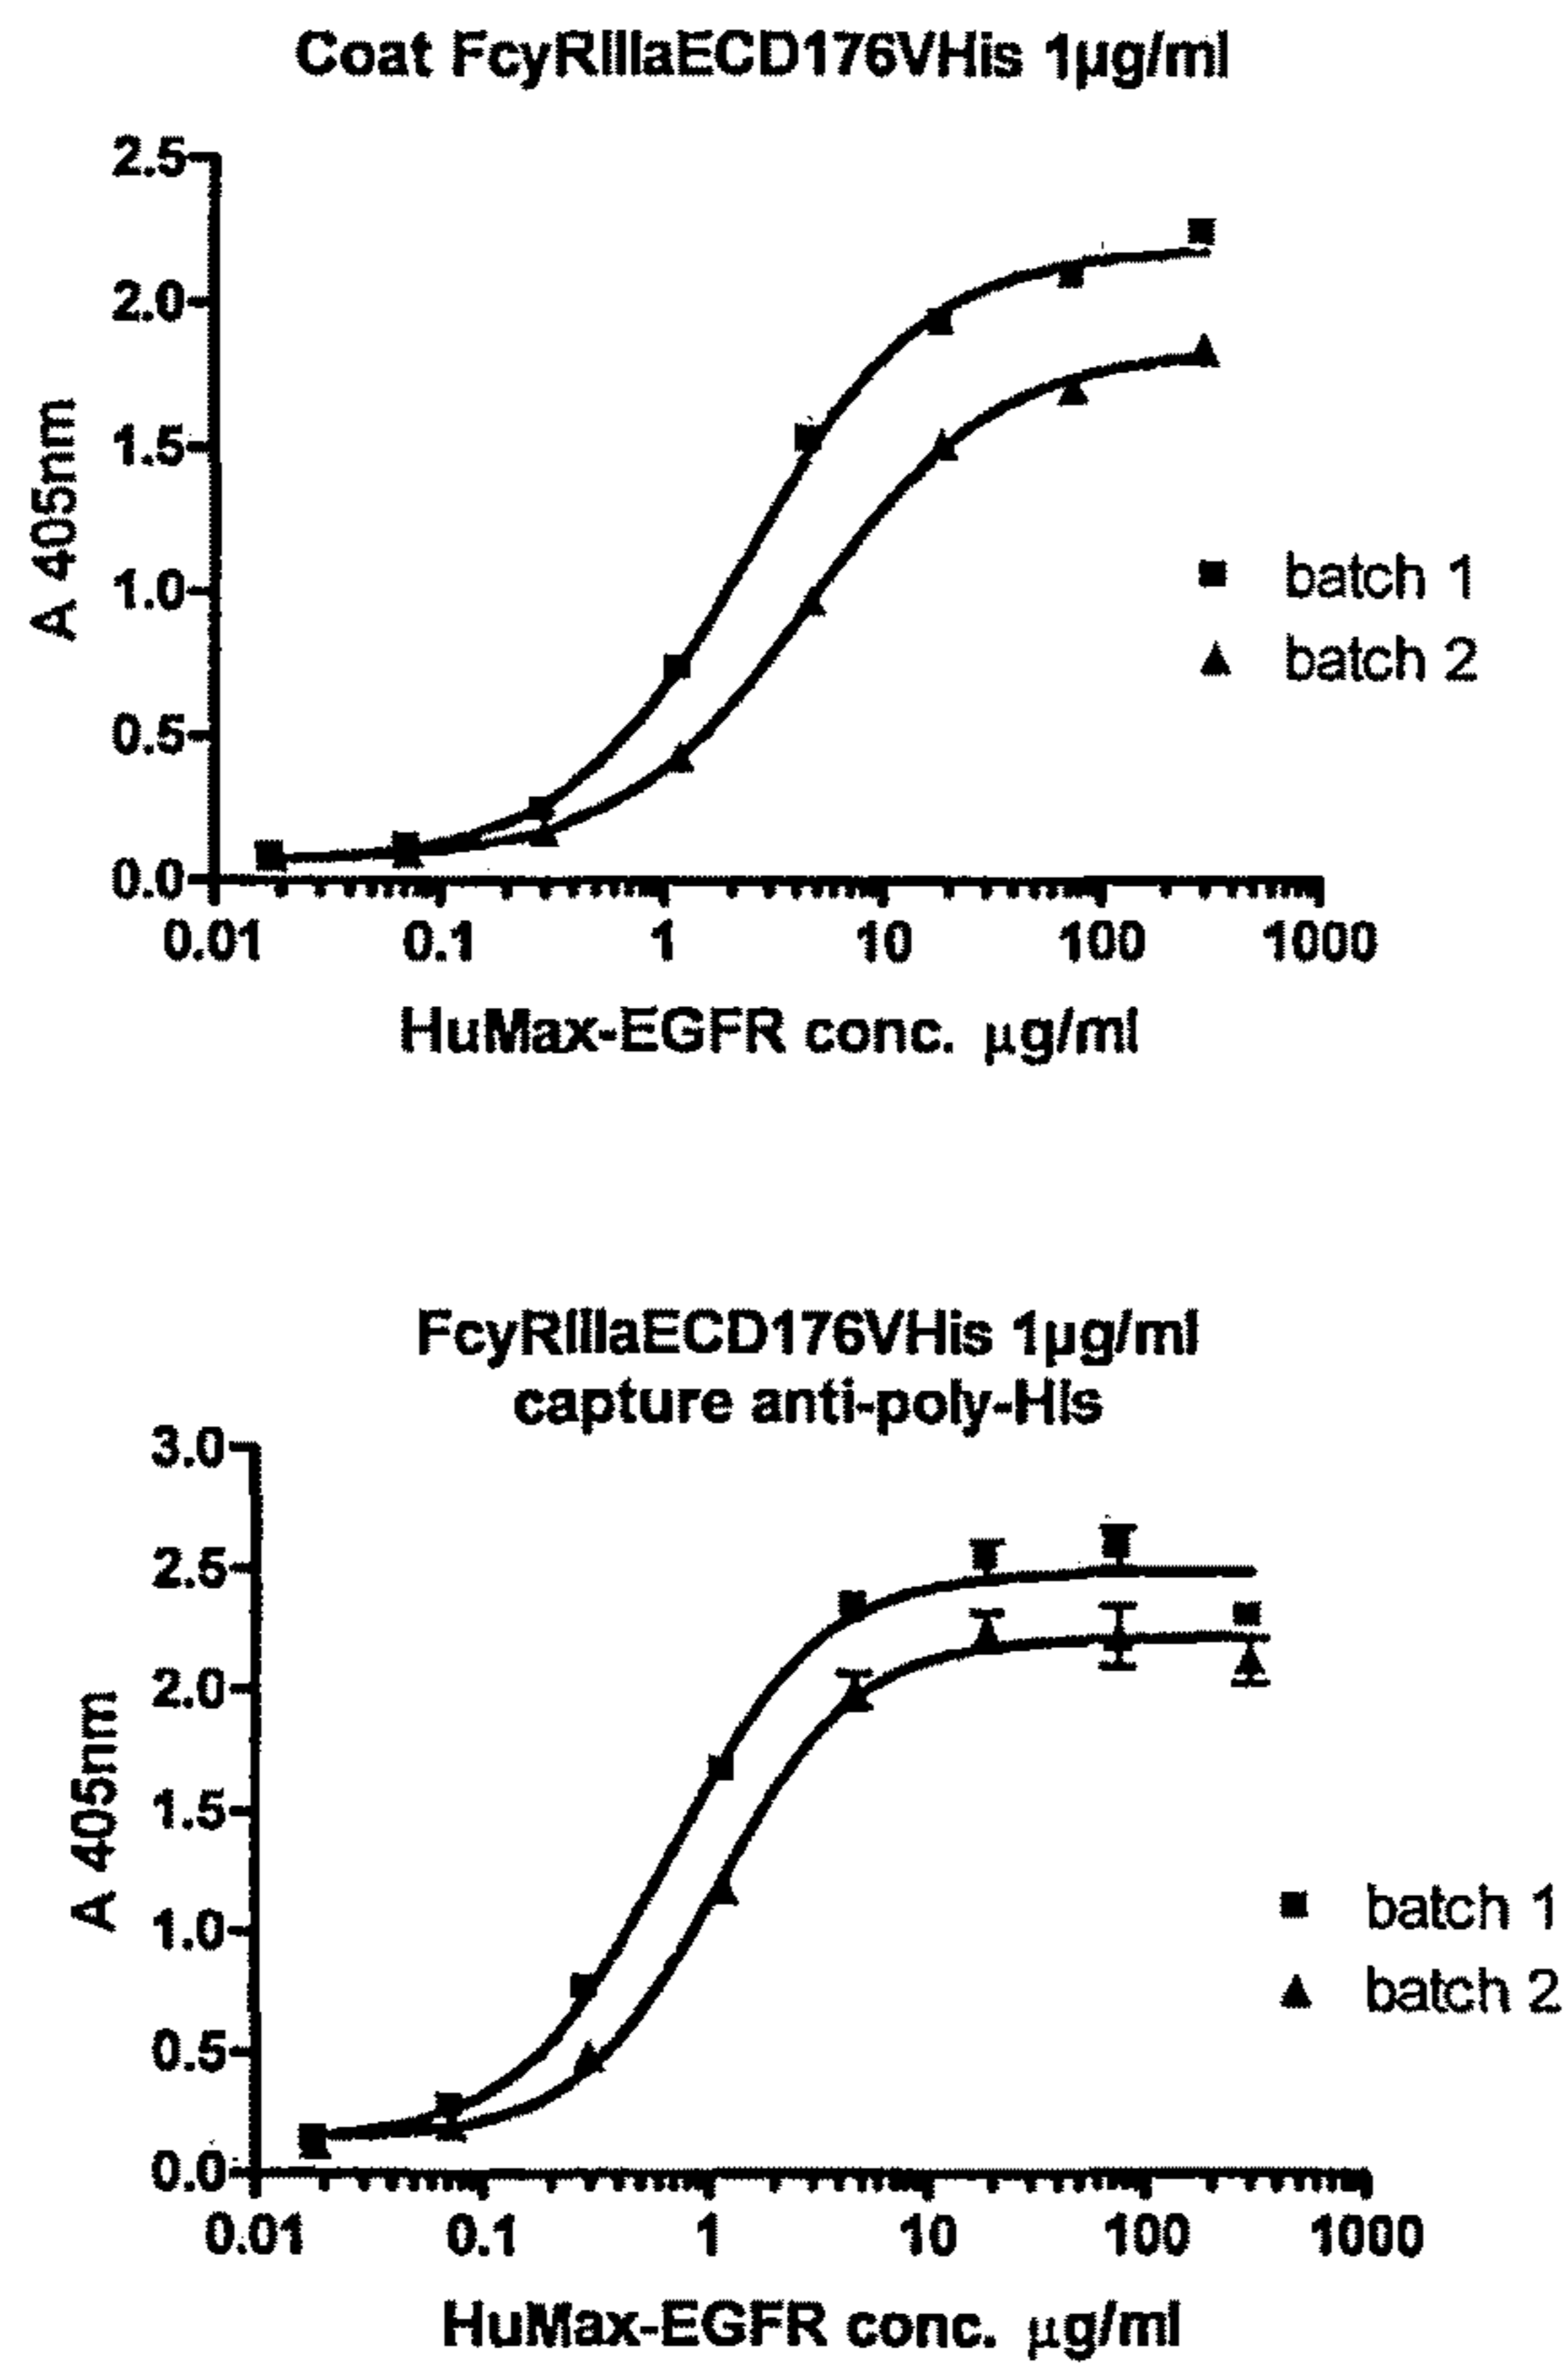 Coat FcyRIIIaECD176VHis 1µg/ml
2.5
2.0
1.5
1.0
0.5
0.0
A 405nm
batch 1
batch 2
0.01 0.1 1 10 100 1000
HuMax-EGFR conc. µg/ml
FcyRIIIaECD176VHis 1µg/ml
capture anti-poly-His
3.0
2.5
2.0
1.5
1.0
0.5
0.0
A 405nm
batch 1
batch 2
0.01 0.1 1 10 100 1000
HuMax-EGFR conc. µg/ml